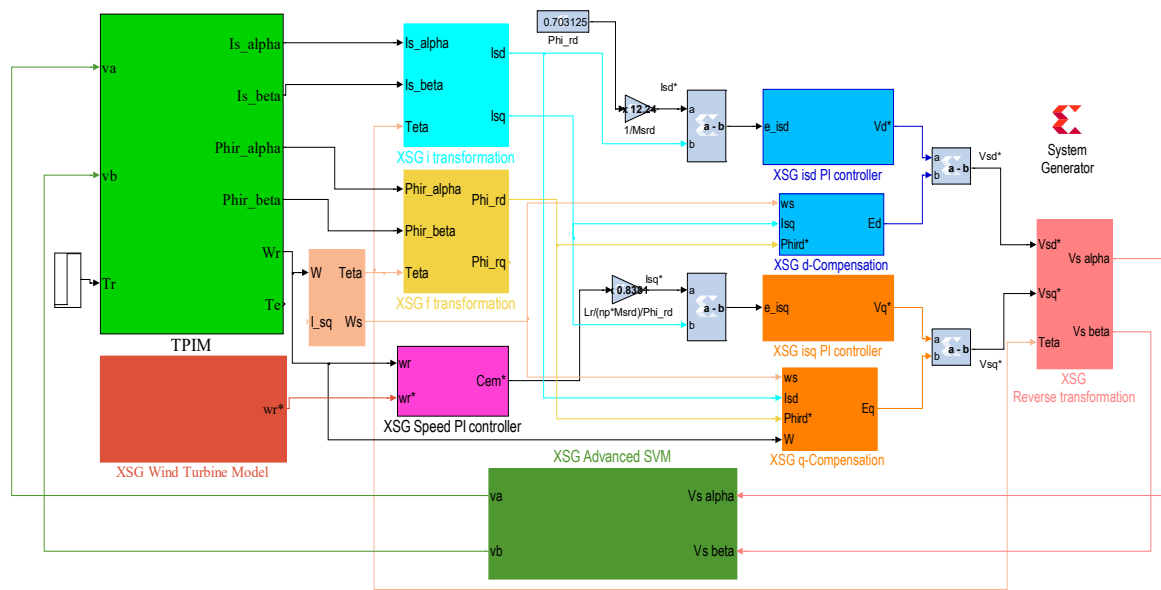 va
vb
Tr
Is_alpha
Is_beta
Phir_alpha
Phir_beta
Wr
Te
TPIM
Is_alpha
Is_beta
Teta
Isd
Isq
XSG i transformation
Phir_alpha
Phir_beta
Teta
Phi_rd
Phi_rq
XSG f transformation
W
I_sq
Teta
Ws
wr*
XSG Wind Turbine Model
wr
wr*
Cem*
XSG Speed PI controller
0.703125
Phi_rd
x 12.24
1/Msrd
Isd*
a
b
a - b
e_isd
Vd*
XSG isd PI controller
ws
Isq
Phird*
Ed
XSG d-Compensation
a
b
a - b
Vsd*
Isq*
Lr/(np*Msrd)/Phi_rd
a
b
a - b
e_isq
Vq*
XSG isq PI controller
ws
Isd
Phird*
W
Eq
XSG q-Compensation
a
b
a - b
Vsq*
System
Generator
Vsd*
Vsq*
Teta
Vs alpha
Vs beta
XSG
Reverse transformation
XSG Advanced SVM
va
vb
Vs alpha
Vs beta